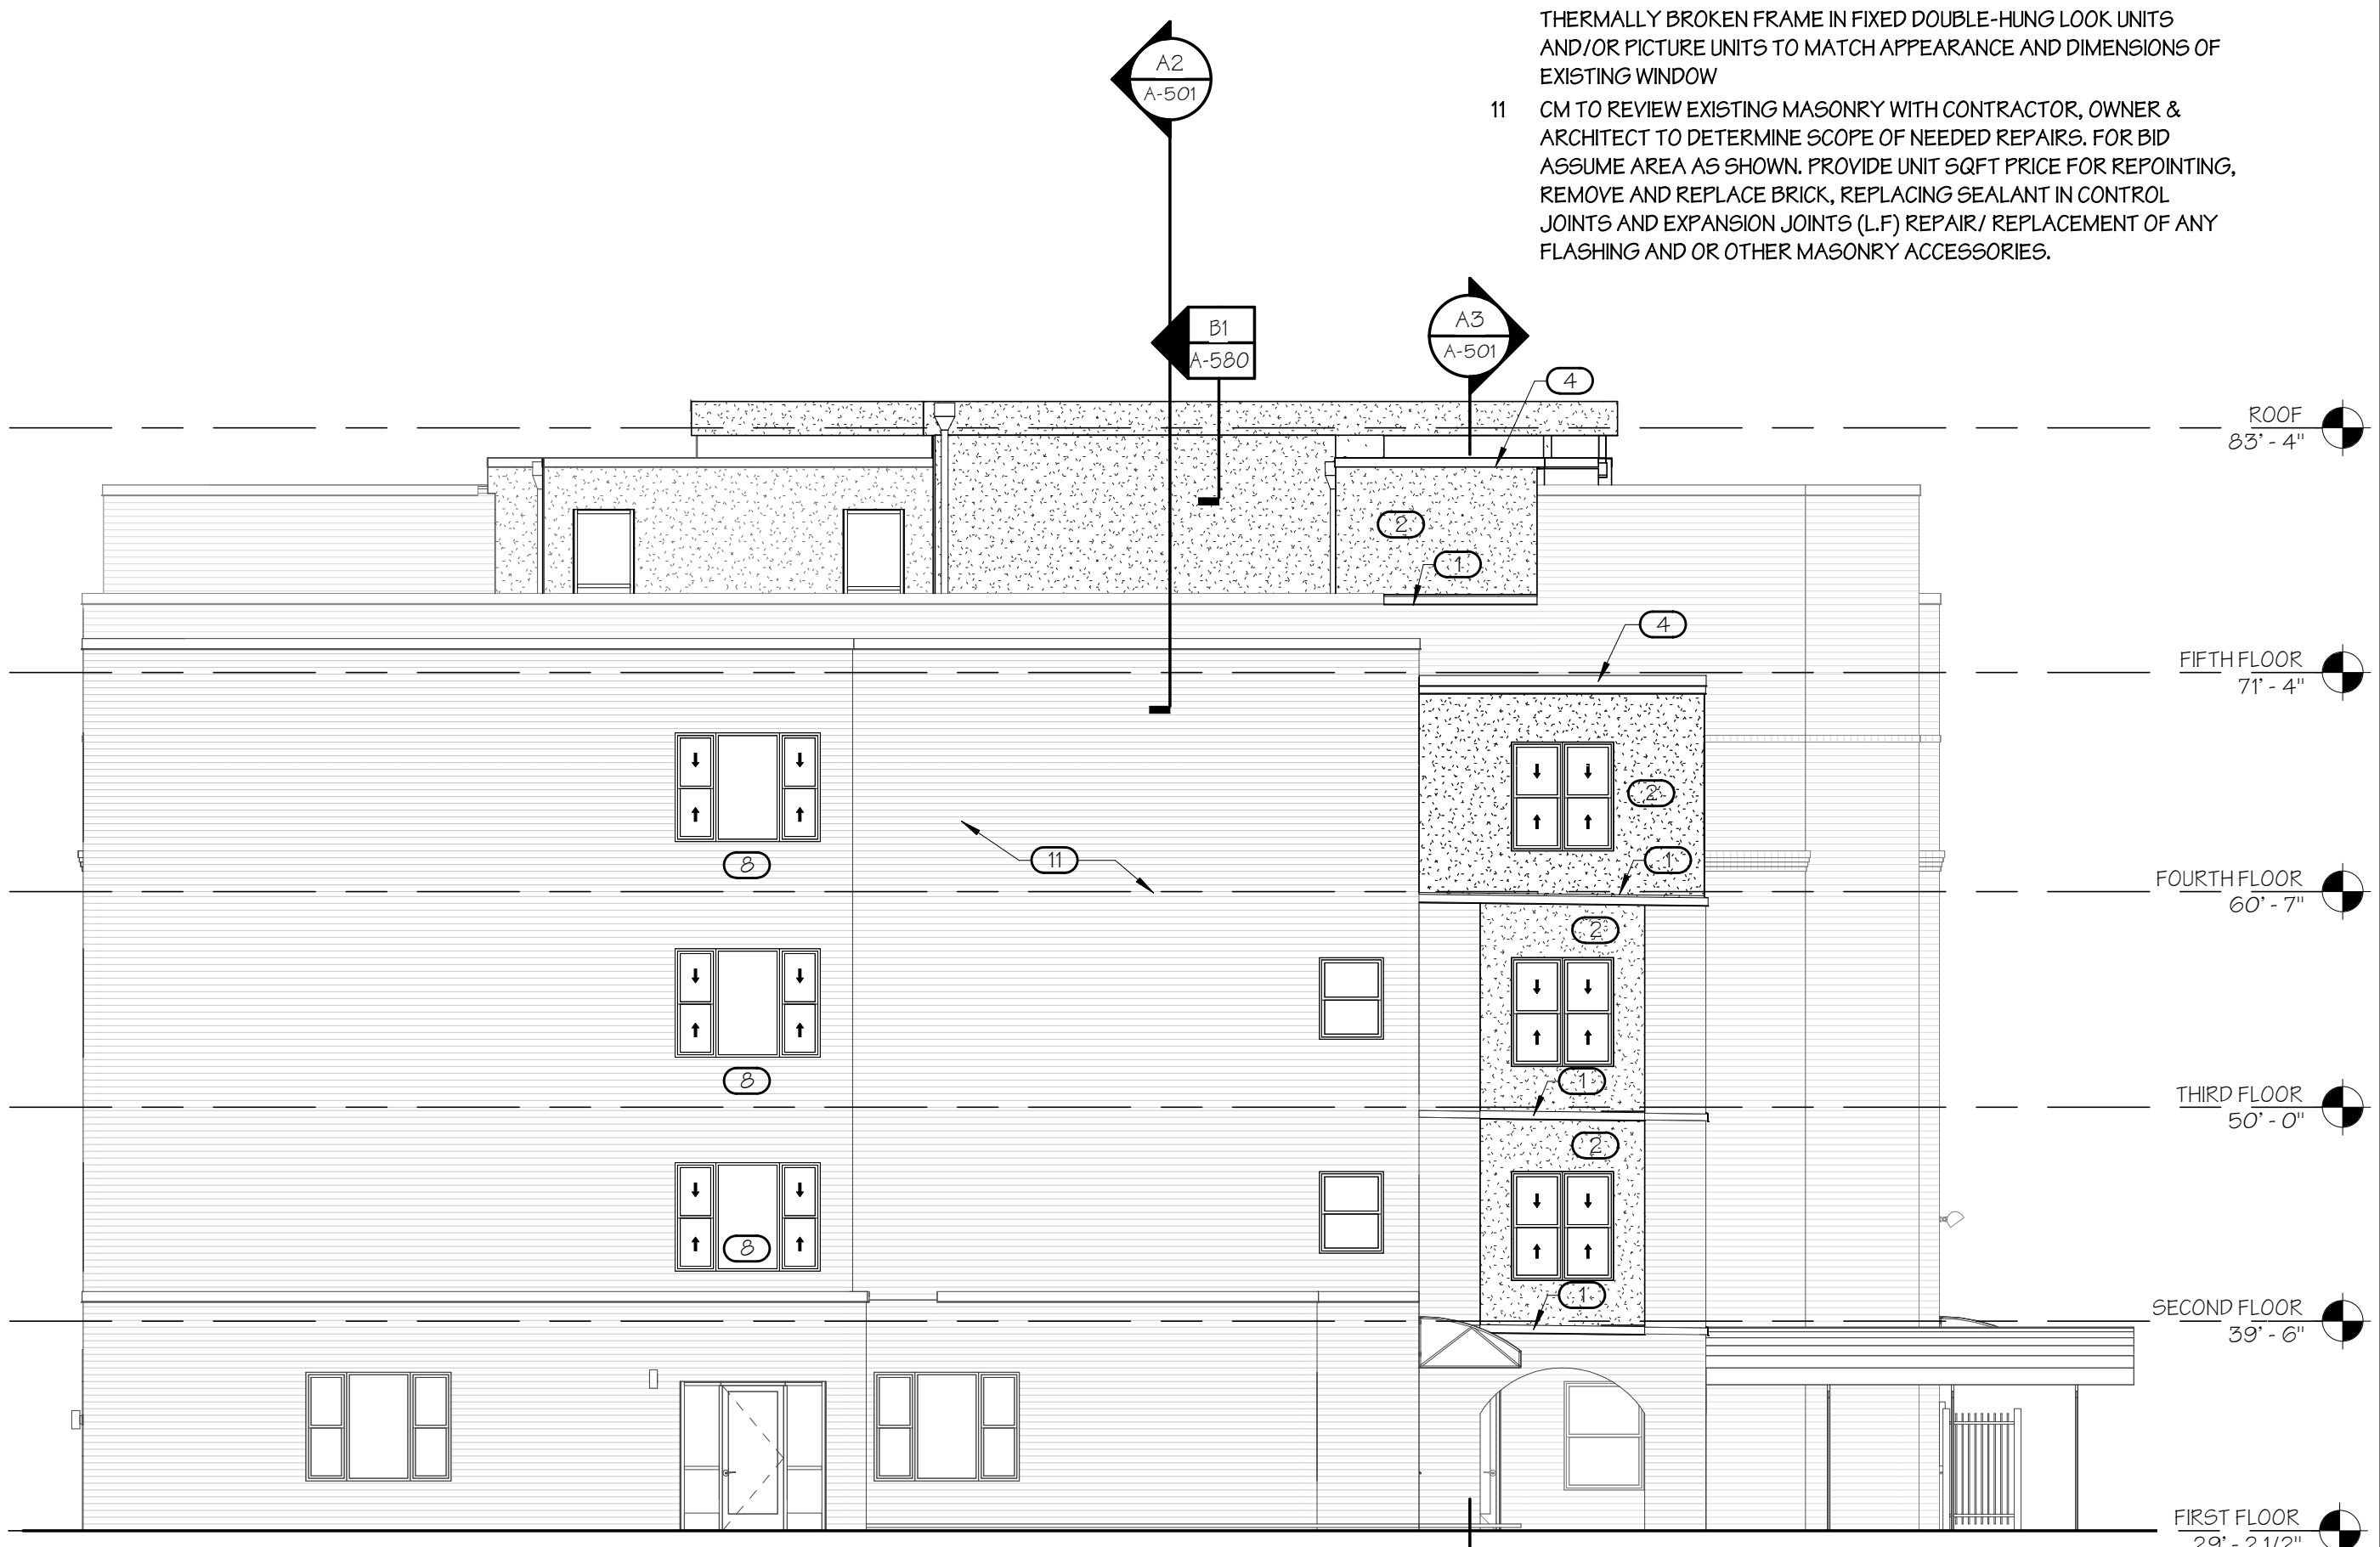 THERMALLY BROKEN FRAME IN FIXED DOUBLE-HUNG LOOK UNITS
AND/OR PICTURE UNITS TO MATCH APPEARANCE AND DIMENSIONS OF
EXISTING WINDOW
11 CM TO REVIEW EXISTING MASONRY WITH CONTRACTOR, OWNER &
ARCHITECT TO DETERMINE SCOPE OF NEEDED REPAIRS. FOR BID
ASSUME AREA AS SHOWN. PROVIDE UNIT SQFT PRICE FOR REPOINTING,
REMOVE AND REPLACE BRICK, REPLACING SEALANT IN CONTROL
JOINTS AND EXPANSION JOINTS (L.F) REPAIR/ REPLACEMENT OF ANY
FLASHING AND OR OTHER MASONRY ACCESSORIES.
A2
A-501
B1
A-580
A3
A-501
4
ROOF
83' - 4"
2
1
4
FIFTH FLOOR
71' - 4"
2
8
11
1
FOURTH FLOOR
60' - 7"
2
8
1
THIRD FLOOR
50' - 0"
2
8
1
SECOND FLOOR
39' - 6"
FIRST FLOOR
29' - 2 1/2"